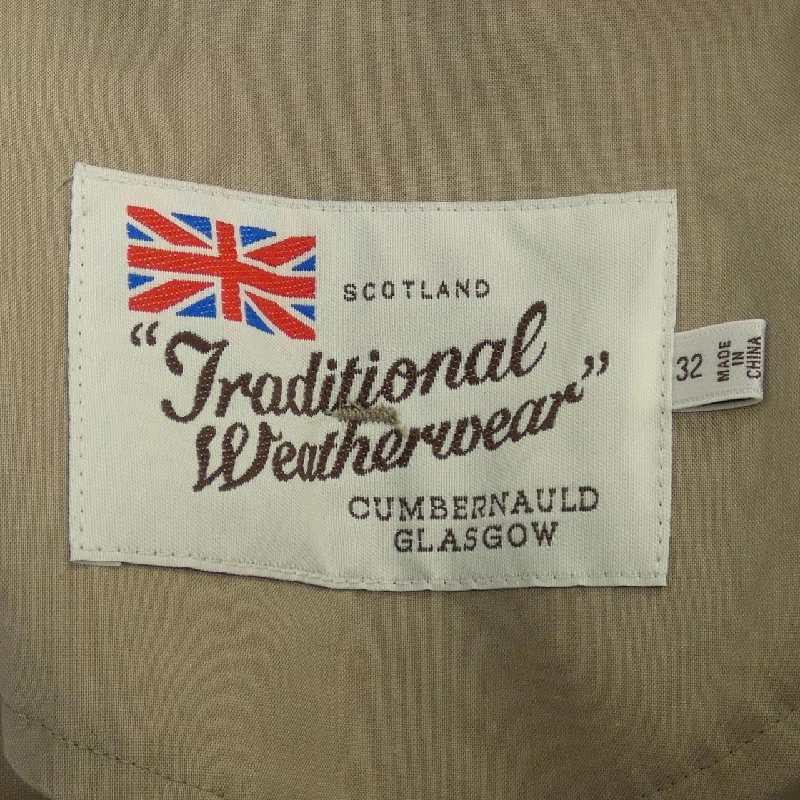 SCOTLAND
"Traditional
Weatherwear"
CUMBERNAULD
GLASGOW
32
MADE
IN
CHINA